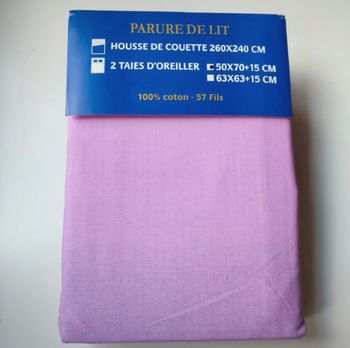 PARURE DE LIT
HOUSSE DE COUETTE 260X240 CM
2 TAIES D'OREILLER 50X70+15 CM
63X63+15 CM
100% coton - 57 Fils